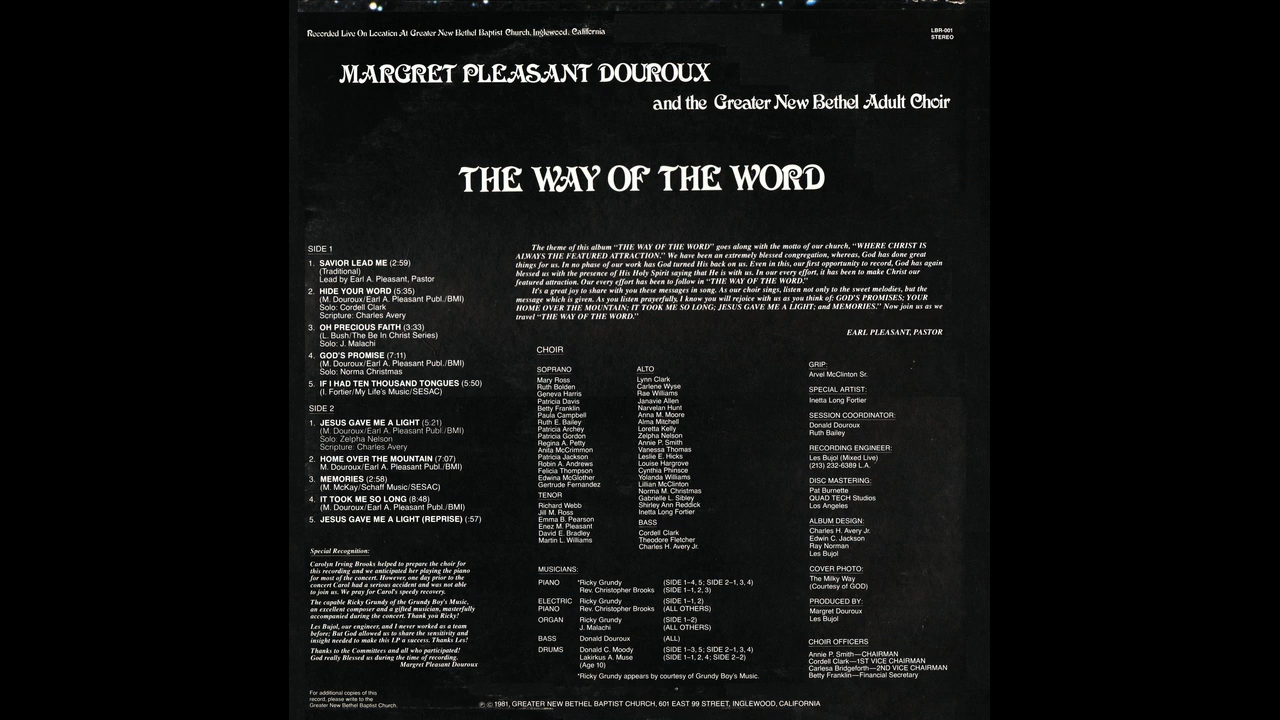 Recorded Live On Location At Greater New Bethel Baptist Church, Inglewood, California
LBR-001
STEREO
MARGRET PLEASANT DOUROUX
and the Greater New Bethel Adult Choir
THE WAY OF THE WORD
SIDE 1
1. SAVIOR LEAD ME (2:59)
(Traditional)
Lead by Earl A. Pleasant, Pastor
2. HIDE YOUR WORD (5:35)
(M. Douroux/Earl A. Pleasant Publ./BMI)
Solo: Cordell Clark
Scripture: Charles Avery
3. OH PRECIOUS FAITH (3:33)
(L. Bush/The Be In Christ Series)
Solo: J. Malachi
4. GOD'S PROMISE (7:11)
(M. Douroux/Earl A. Pleasant Publ./BMI)
Solo: Norma Christmas
5. IF I HAD TEN THOUSAND TONGUES (5:50)
(I. Fortier/My Life's Music/SESAC)
SIDE 2
1. JESUS GAVE ME A LIGHT (5:21)
(M. Douroux/Earl A. Pleasant Publ./BMI)
Solo: Zelpha Nelson
Scripture: Charles Avery
2. HOME OVER THE MOUNTAIN (7:07)
M. Douroux/Earl A. Pleasant Publ./BMI)
3. MEMORIES (2:58)
(M. McKay/Schaff Music/SESAC)
4. IT TOOK ME SO LONG (8:48)
(M. Douroux/Earl A. Pleasant Publ./BMI)
5. JESUS GAVE ME A LIGHT (REPRISE) (:57)
Special Recognition:
Carolyn Irving Brooks helped to prepare the choir for
this recording and we anticipated her playing the piano
for most of the concert. However, one day prior to the
concert Carol had a serious accident and was not able
to join us. We pray for Carol's speedy recovery.
The capable Ricky Grundy of the Grundy Boy's Music,
an excellent composer and a gifted musician, masterfully
accompanied during the concert. Thank you Ricky!
Les Bujol, our engineer, and I never worked as a team
before; But God allowed us to share the sensitivity and
insight needed to make this LP a success. Thanks Les!
Thanks to the Committees and all who participated!
God really Blessed us during the time of recording.
Margret Pleasant Douroux
For additional copies of this
record, please write to the
Greater New Bethel Baptist Church.
The theme of this album "THE WAY OF THE WORD" goes along with the motto of our church, "WHERE CHRIST IS
ALWAYS THE FEATURED ATTRACTION." We have been an extremely blessed congregation, whereas, God has done great
things for us. In no phase of our work has God turned His back on us. Even in this, our first opportunity to record, God has again
blessed us with the presence of His Holy Spirit saying that He is with us. In our every effort, it has been to make Christ our
featured attraction. Our every effort has been to follow in "THE WAY OF THE WORD."
It's a great joy to share with you these messages in song. As our choir sings, listen not only to the sweet melodies, but the
message which is given. As you listen prayerfully, I know you will rejoice with us as you think of: GOD'S PROMISES; YOUR
HOME OVER THE MOUNTAIN; IT TOOK ME SO LONG; JESUS GAVE ME A LIGHT; and MEMORIES." Now join us as we
travel "THE WAY OF THE WORD."
EARL PLEASANT, PASTOR
CHOIR
SOPRANO
Mary Ross
Ruth Bolden
Geneva Harris
Patricia Davis
Betty Franklin
Paula Campbell
Ruth E. Bailey
Patricia Archey
Patricia Gordon
Regina A. Petty
Anita McCrimmon
Patricia Jackson
Robin A. Andrews
Felicia Thompson
Edwina McGlother
Gertrude Fernandez
TENOR
Richard Webb
Jill M. Ross
Emma B. Pearson
Enez M. Pleasant
David E. Bradley
Martin L. Williams
ALTO
Lynn Clark
Carlene Wyse
Rae Williams
Janavie Allen
Narvelan Hunt
Anna M. Moore
Alma Mitchell
Loretta Kelly
Zelpha Nelson
Annie P. Smith
Vanessa Thomas
Leslie E. Hicks
Louise Hargrove
Cynthia Phinsce
Yolanda Williams
Lillian McClinton
Norma M. Christmas
Gabrielle L. Sibley
Shirley Ann Reddick
Inetta Long Fortier
BASS
Cordell Clark
Theodore Fletcher
Charles H. Avery Jr.
MUSICIANS:
PIANO *Ricky Grundy (SIDE 1-4, 5; SIDE 2-1, 3, 4)
Rev. Christopher Brooks (SIDE 1-1, 2, 3)
ELECTRIC Ricky Grundy (SIDE 1-1, 2)
PIANO Rev. Christopher Brooks (ALL OTHERS)
ORGAN Ricky Grundy (SIDE 1-2)
J. Malachi (ALL OTHERS)
BASS Donald Douroux (ALL)
DRUMS Donald C. Moody (SIDE 1-3, 5; SIDE 2-1, 3, 4)
Lakirkus A. Muse (SIDE 1-1, 2, 4; SIDE 2-2)
(Age 10)
*Ricky Grundy appears by courtesy of Grundy Boy's Music.
GRIP:
Arvel McClinton Sr.
SPECIAL ARTIST:
Inetta Long Fortier
SESSION COORDINATOR:
Donald Douroux
Ruth Bailey
RECORDING ENGINEER:
Les Bujol (Mixed Live)
(213) 232-6389 L.A.
DISC MASTERING:
Pat Burnette
QUAD TECH Studios
Los Angeles
ALBUM DESIGN:
Charles H. Avery Jr.
Edwin C. Jackson
Ray Norman
Les Bujol
COVER PHOTO:
The Milky Way
(Courtesy of GOD)
PRODUCED BY:
Margret Douroux
Les Bujol
CHOIR OFFICERS
Annie P. Smith—CHAIRMAN
Cordell Clark—1ST VICE CHAIRMAN
Carlesa Bridgeforth—2ND VICE CHAIRMAN
Betty Franklin—Financial Secretary
℗ © 1981, GREATER NEW BETHEL BAPTIST CHURCH, 601 EAST 99 STREET, INGLEWOOD, CALIFORNIA